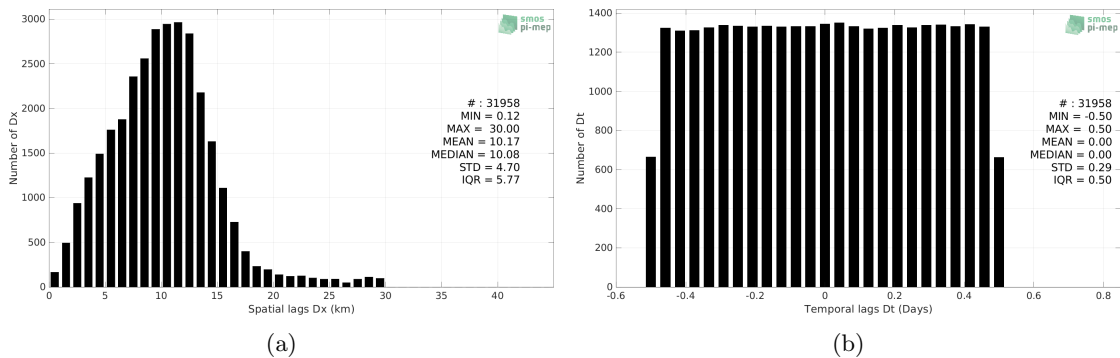 3000
2500
2000
1500
1000
500
0
Number of Dx
smos
pi-mep
# : 31958
MIN = 0.12
MAX = 30.00
MEAN = 10.17
MEDIAN = 10.08
STD = 4.70
IQR = 5.77
0 5 10 15 20 25 30 35 40
Spatial lags Dx (km)
(a)
1400
1200
1000
800
600
400
200
0
Number of Dt
smos
pi-mep
# : 31958
MIN = -0.50
MAX = 0.50
MEAN = 0.00
MEDIAN = 0.00
STD = 0.29
IQR = 0.50
-0.6 -0.4 -0.2 0 0.2 0.4 0.6 0.8
Temporal lags Dt (Days)
(b)